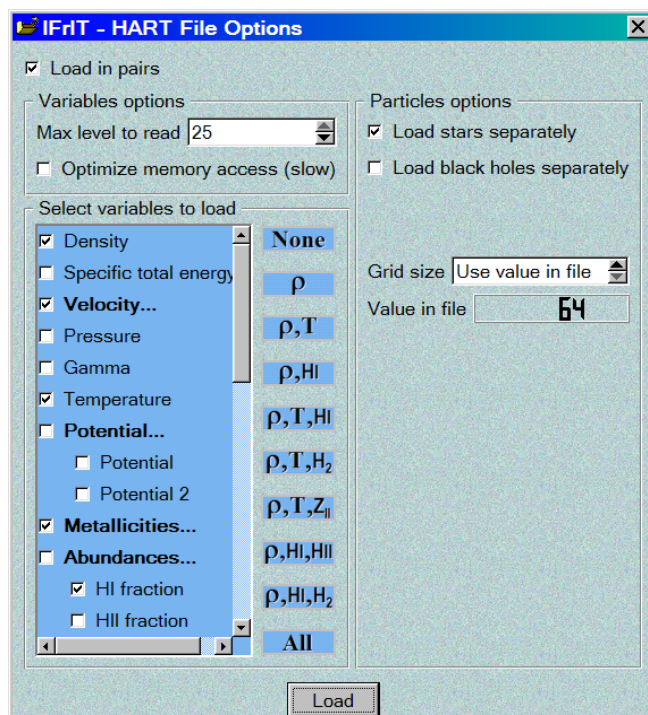 IFrIT - HART File Options
Load in pairs
Variables options
Max level to read 25
Optimize memory access (slow)
Select variables to load
Density
Specific total energy
Velocity...
Pressure
Gamma
Temperature
Potential...
Potential
Potential 2
Metallicities...
Abundances...
HI fraction
HII fraction
None
ρ
ρ,T
ρ,HI
ρ,T,HI
ρ,T,H₂
ρ,T,Z_II
ρ,HI,HII
ρ,HI,H₂
All
Particles options
Load stars separately
Load black holes separately
Grid size Use value in file
Value in file 64
Load